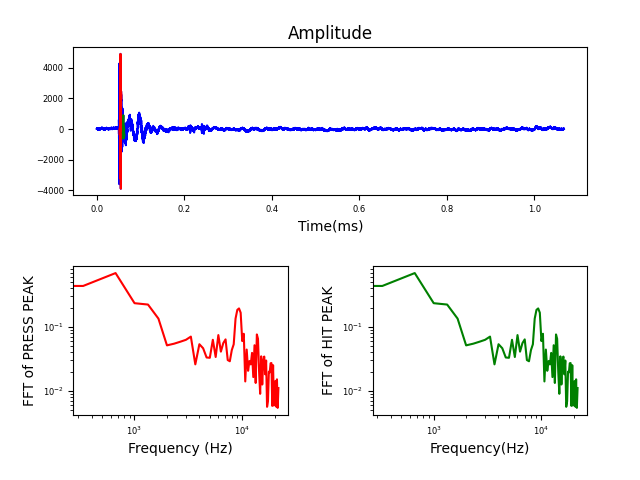 Amplitude
4000
2000
0
−2000
−4000
0.0 0.2 0.4 0.6 0.8 1.0
Time(ms)
FFT of PRESS PEAK
10⁻¹
10⁻²
10³ 10⁴
Frequency (Hz)
FFT of HIT PEAK
10⁻¹
10⁻²
10³ 10⁴
Frequency(Hz)